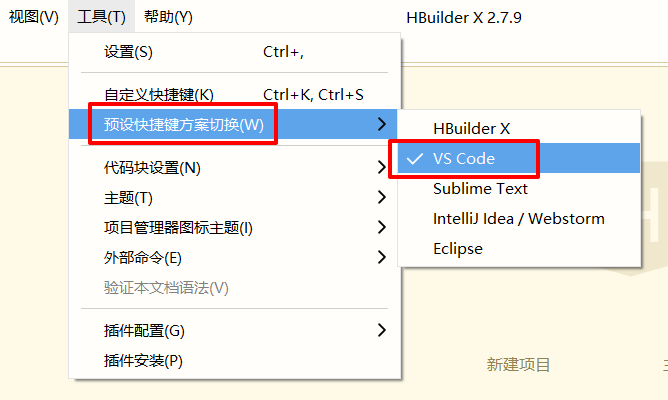 视图(V) 工具(T) 帮助(Y) HBuilder X 2.7.9
设置(S) Ctrl+,
自定义快捷键(K) Ctrl+K, Ctrl+S
预设快捷键方案切换(W)
代码块设置(N)
主题(T)
项目管理器图标主题(I)
外部命令(E)
验证本文档语法(V)
插件配置(G)
插件安装(P)
HBuilder X
VS Code
Sublime Text
IntelliJ Idea / Webstorm
Eclipse
H
新建项目